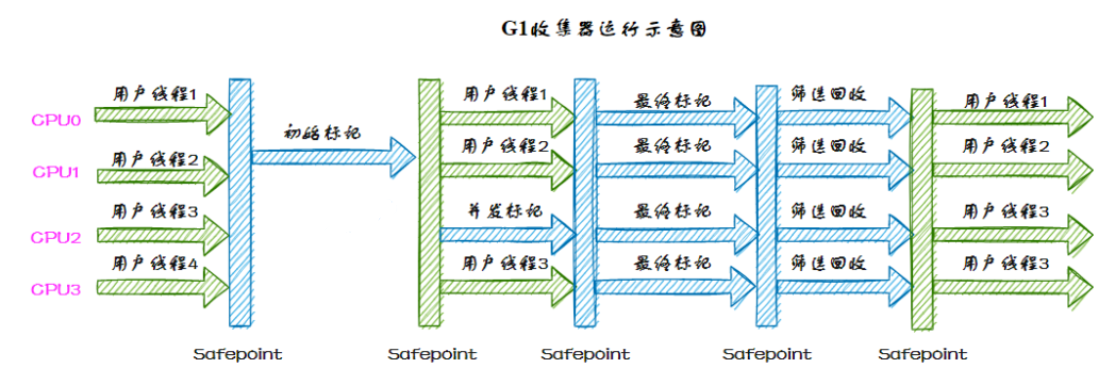 G1收集器运行示意图
用户线程1 用户线程1 最终标记 筛选回收 用户线程1
CPU0
初始标记
用户线程2 用户线程2 最终标记 筛选回收 用户线程2
CPU1
用户线程3 并发标记 最终标记 筛选回收 用户线程3
CPU2
用户线程4 用户线程3 最终标记 筛选回收 用户线程3
CPU3
Safepoint Safepoint Safepoint Safepoint Safepoint